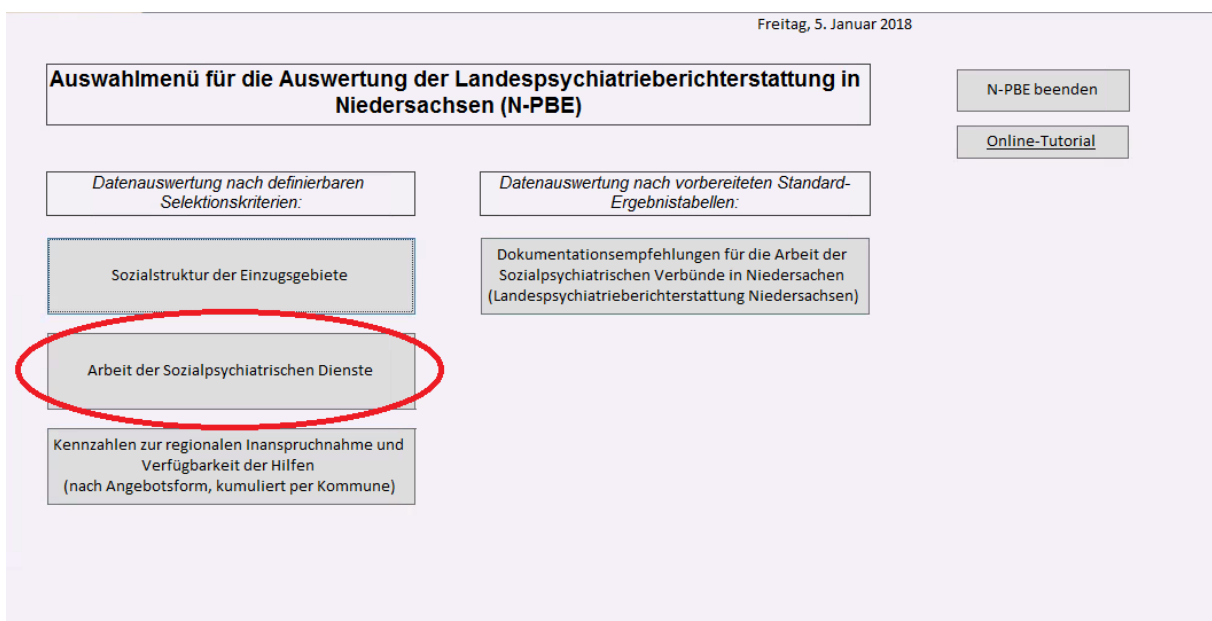 Freitag, 5. Januar 2018
Auswahlmenü für die Auswertung der Landespsychiatrieberichterstattung in
Niedersachsen (N-PBE)
N-PBE beenden
Online-Tutorial
Datenauswertung nach definierbaren
Selektionskriterien:
Datenauswertung nach vorbereiteten Standard-
Ergebnistabellen:
Sozialstruktur der Einzugsgebiete
Dokumentationsempfehlungen für die Arbeit der
Sozialpsychiatrischen Verbünde in Niedersachen
(Landespsychiatrieberichterstattung Niedersachsen)
Arbeit der Sozialpsychiatrischen Dienste
Kennzahlen zur regionalen Inanspruchnahme und
Verfügbarkeit der Hilfen
(nach Angebotsform, kumuliert per Kommune)